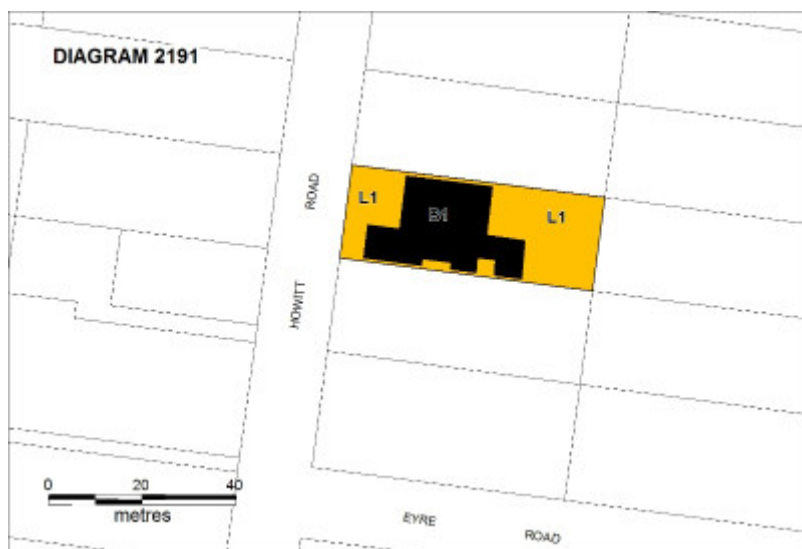 DIAGRAM 2191
ROAD
L1
B1
L1
HOWITT
0 20 40
metres
EYRE ROAD